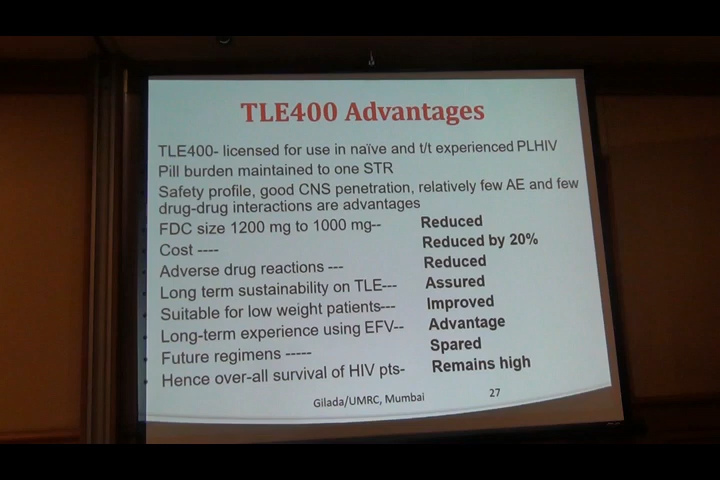 TLE400 Advantages
TLE400- licensed for use in naïve and t/t experienced PLHIV
Pill burden maintained to one STR
Safety profile, good CNS penetration, relatively few AE and few
drug-drug interactions are advantages
FDC size 1200 mg to 1000 mg-- Reduced
Cost ---- Reduced by 20%
Adverse drug reactions --- Reduced
Long term sustainability on TLE--- Assured
Suitable for low weight patients--- Improved
Long-term experience using EFV-- Advantage
Future regimens ----- Spared
Hence over-all survival of HIV pts- Remains high
Gilada/UMRC, Mumbai 27